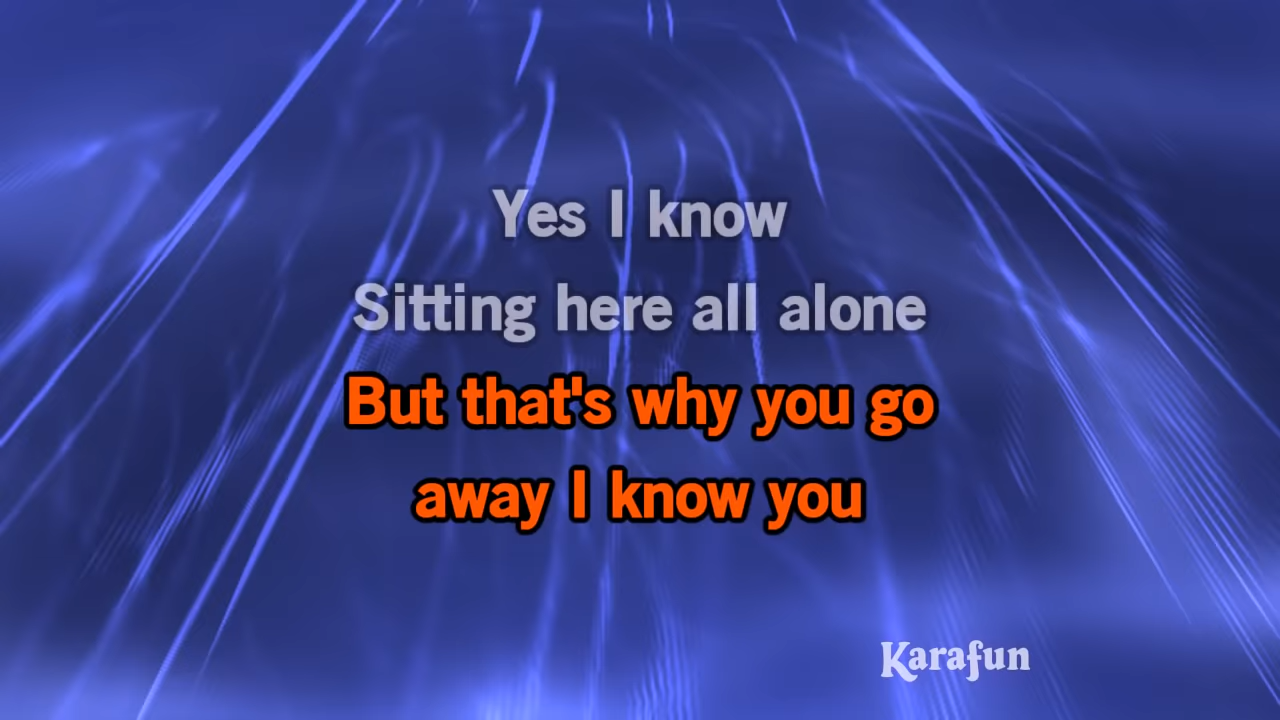 Yes I know
Sitting here all alone
But that's why you go
away I know you
Karafun